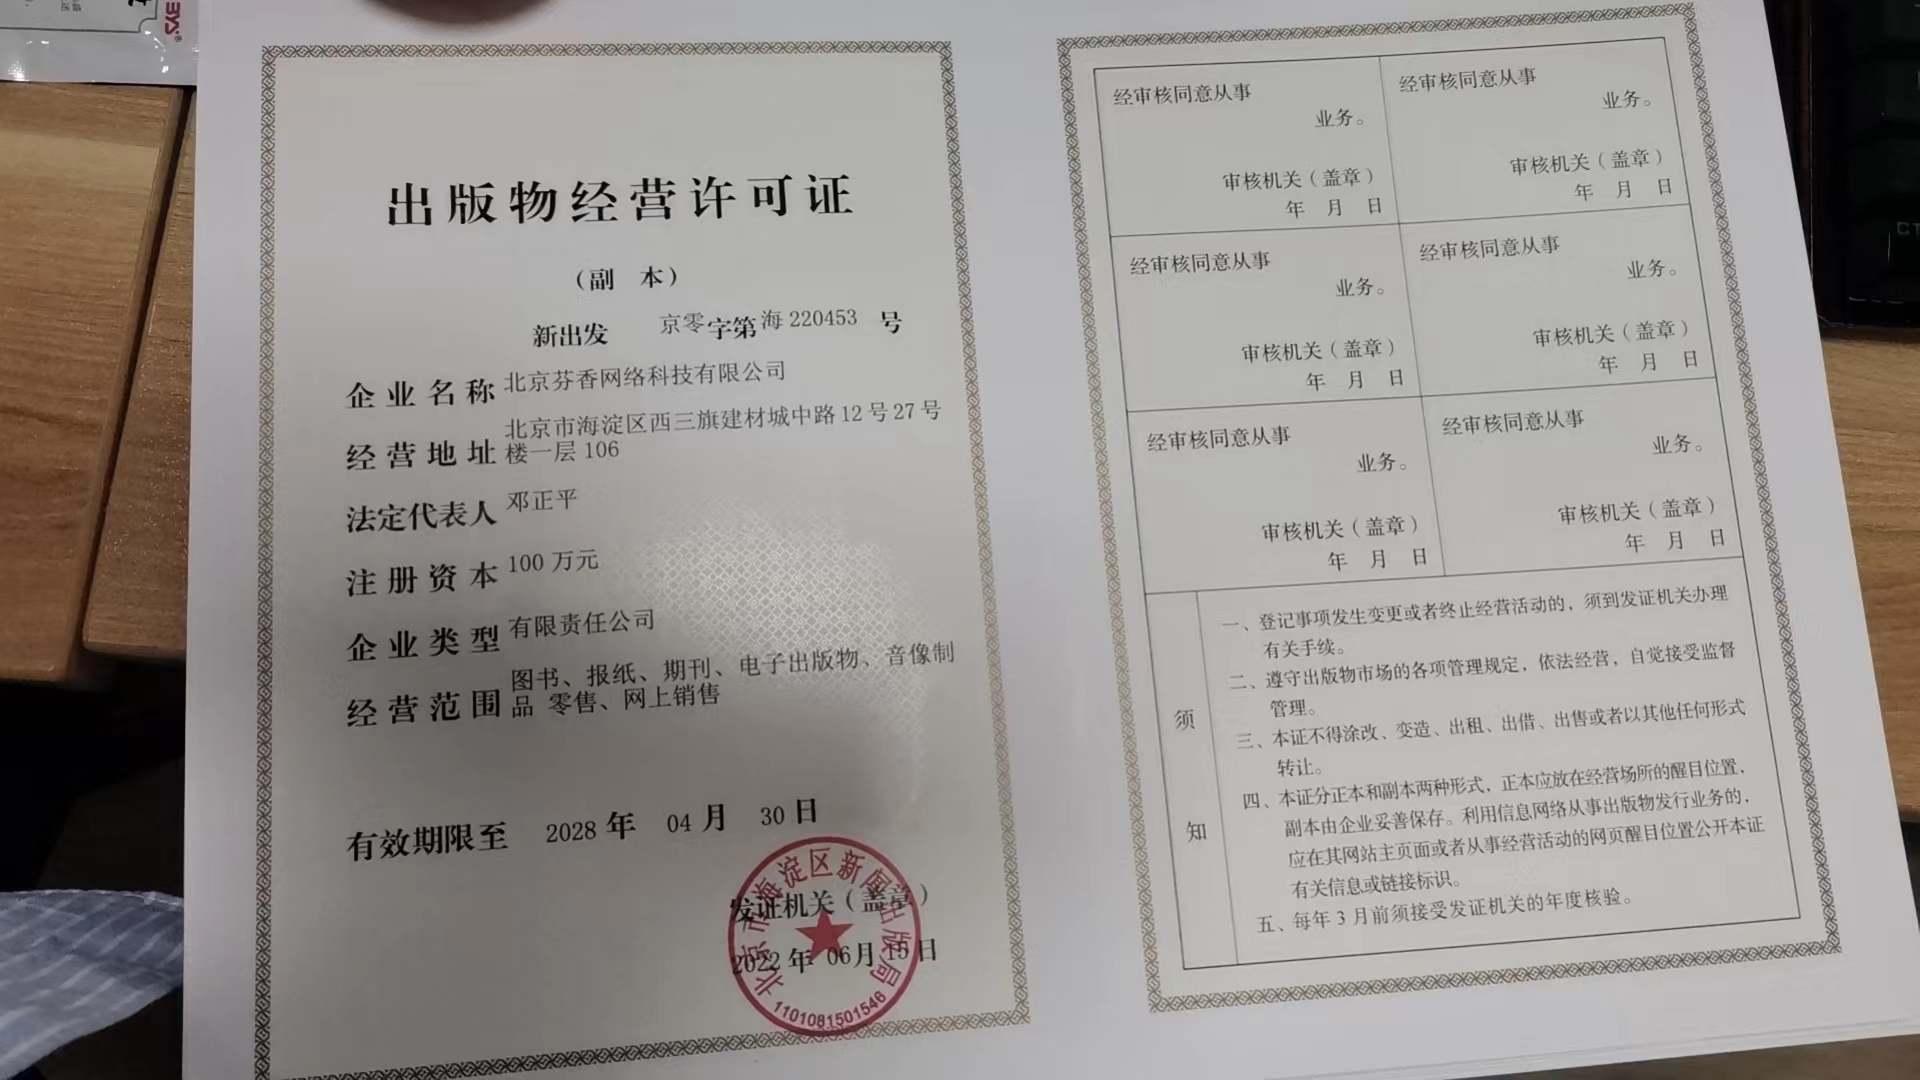 出版物经营许可证
（副 本）
新出发 京零字第海220453 号
企业名称 北京芬香网络科技有限公司
经营地址 北京市海淀区西三旗建材城中路12号27号
楼一层106
法定代表人 邓正平
注册资本 100万元
企业类型 有限责任公司
经营范围 图书、报纸、期刊、电子出版物、音像制
品 零售、网上销售
有效期限至 2028 年 04 月 30 日
发证机关（盖章）
2022 年 06月 15 日
北京市海淀区新闻出版局
1101081501546
经审核同意从事
业务。
审核机关（盖章）
年 月 日
经审核同意从事
业务。
审核机关（盖章）
年 月 日
经审核同意从事
业务。
审核机关（盖章）
年 月 日
经审核同意从事
业务。
审核机关（盖章）
年 月 日
经审核同意从事
业务。
审核机关（盖章）
年 月 日
经审核同意从事
业务。
审核机关（盖章）
年 月 日
须知
一、登记事项发生变更或者终止经营活动的，须到发证机关办理
有关手续。
二、遵守出版物市场的各项管理规定，依法经营，自觉接受监督
管理。
三、本证不得涂改、变造、出租、出借、出售或者以其他任何形式
转让。
四、本证分正本和副本两种形式，正本应放在经营场所的醒目位置，
副本由企业妥善保存。利用信息网络从事出版物发行业务的，
应在其网站主页面或者从事经营活动的网页醒目位置公开本证
有关信息或链接标识。
五、每年3月前须接受发证机关的年度核验。